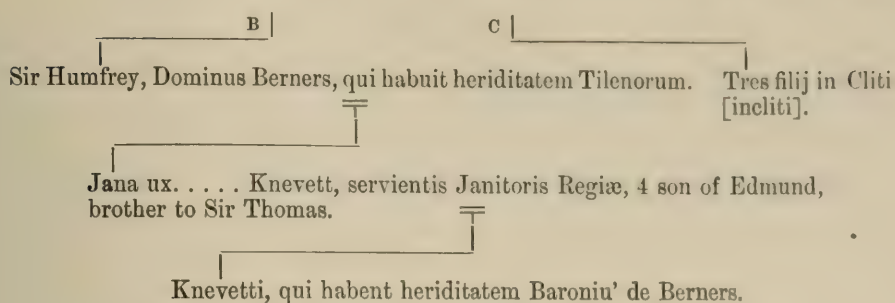 B C
Sir Humfrey, Dominus Berners, qui habuit heriditatem Tilenorum. Tres filij in Cliti
[incliti].
Jana ux. . . . . Knevett, servientis Janitoris Regiæ, 4 son of Edmund,
brother to Sir Thomas.
Knevetti, qui habent heriditatem Baroniu' de Berners.